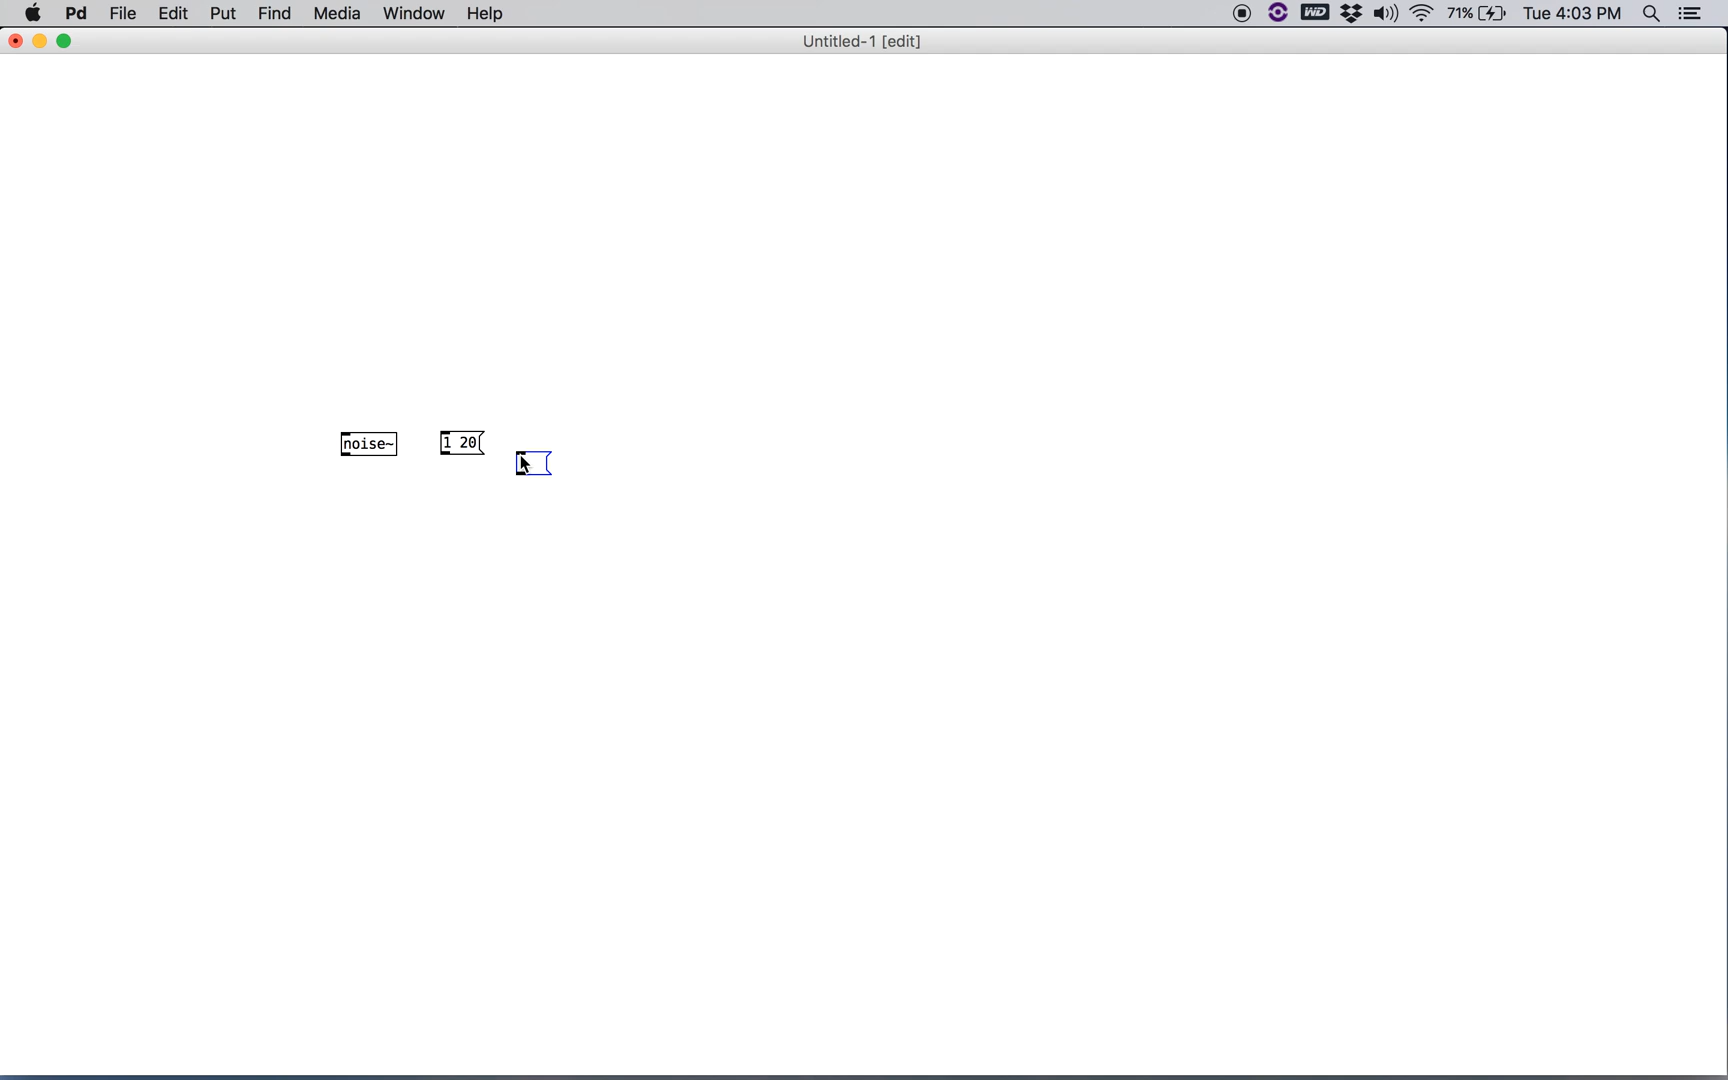 Pd File Edit Put Find Media Window Help WD 71% Tue 4:03 PM
Untitled-1 [edit]
noise~ 1 20